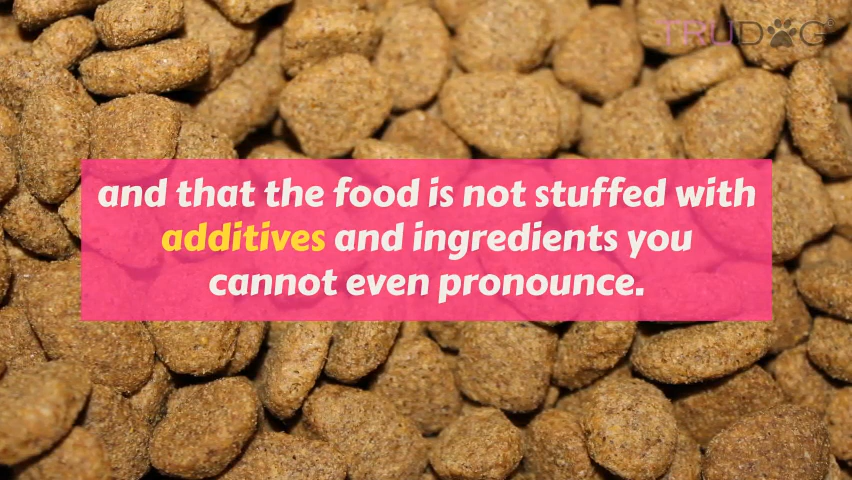 TRUDOG
and that the food is not stuffed with
additives and ingredients you
cannot even pronounce.